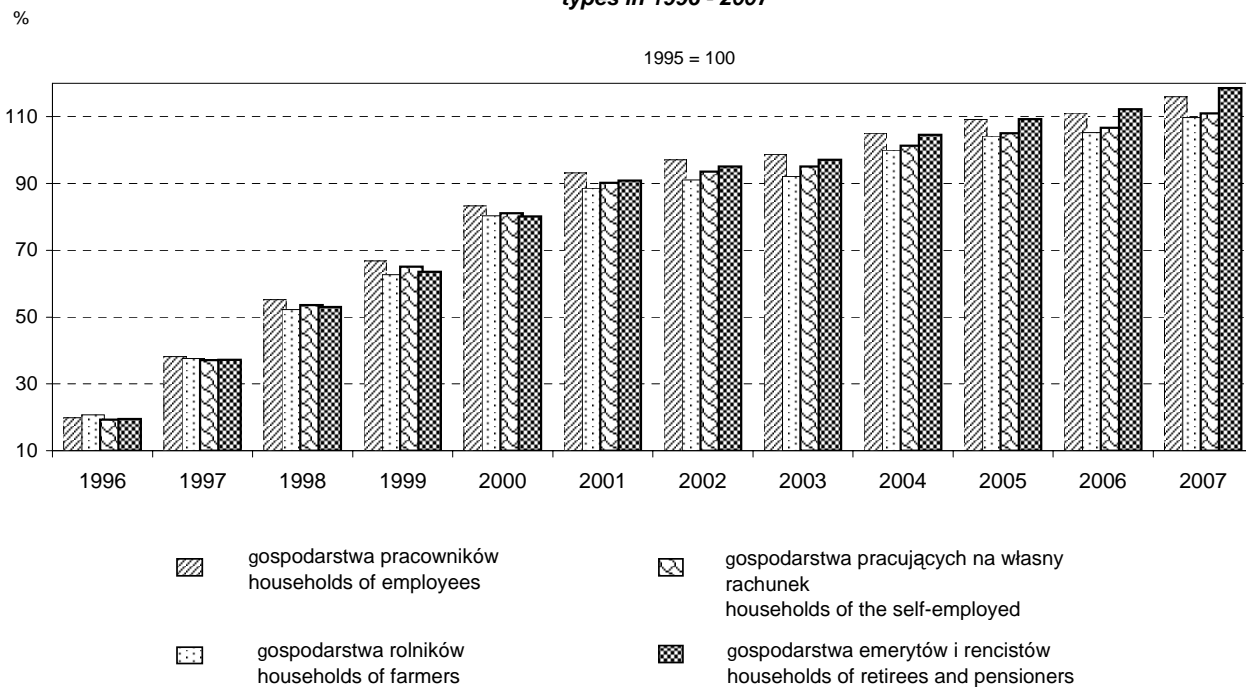 types in 1996 - 2007
%
1995 = 100
110
90
70
50
30
10
1996 1997 1998 1999 2000 2001 2002 2003 2004 2005 2006 2007
gospodarstwa pracowników
households of employees
gospodarstwa pracujących na własny
rachunek
households of the self-employed
gospodarstwa rolników
households of farmers
gospodarstwa emerytów i rencistów
households of retirees and pensioners